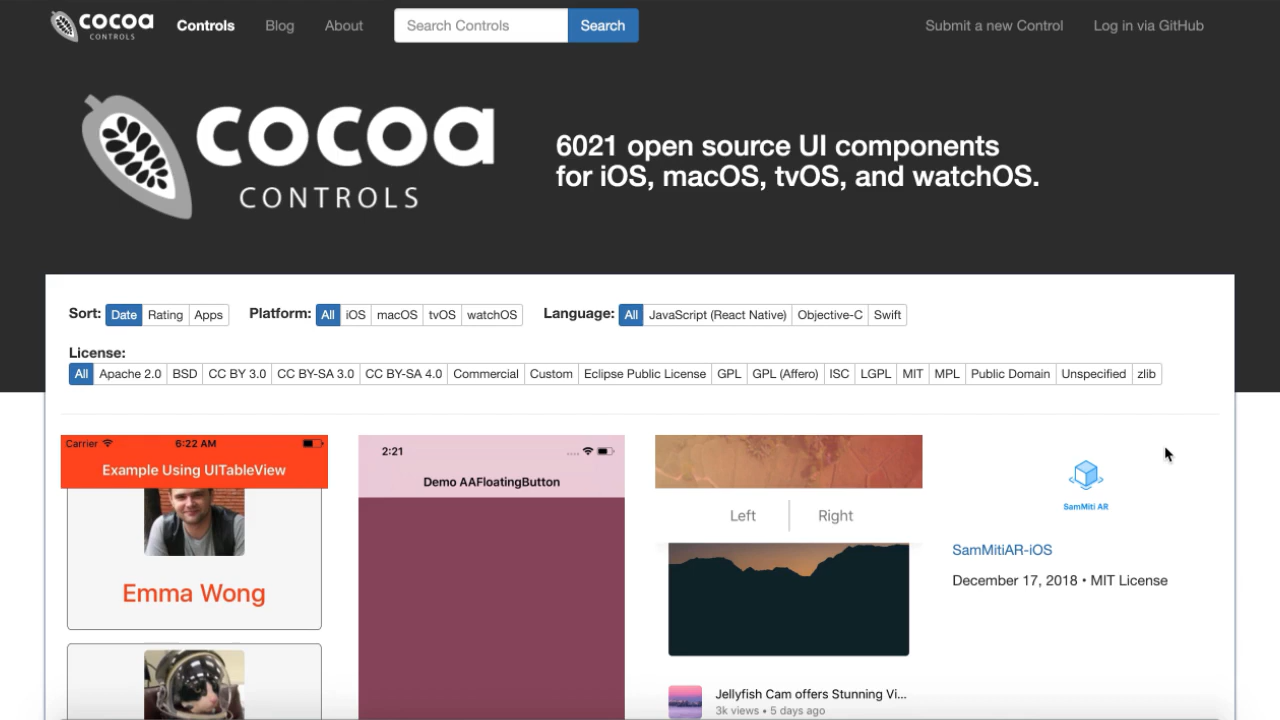 cocoa Controls Blog About Search Controls Search Submit a new Control Log in via GitHub
CONTROLS
cocoa
CONTROLS
6021 open source UI components
for iOS, macOS, tvOS, and watchOS.
Sort: Date Rating Apps Platform: All iOS macOS tvOS watchOS Language: All JavaScript (React Native) Objective-C Swift
License:
All Apache 2.0 BSD CC BY 3.0 CC BY-SA 3.0 CC BY-SA 4.0 Commercial Custom Eclipse Public License GPL GPL (Affero) ISC LGPL MIT MPL Public Domain Unspecified zlib
Carrier 6:22 AM
Example Using UITableView
Emma Wong
2:21
Demo AAFloatingButton
Left Right
Jellyfish Cam offers Stunning Vi...
3k views • 5 days ago
SamMiti AR
SamMitiAR-iOS
December 17, 2018 • MIT License